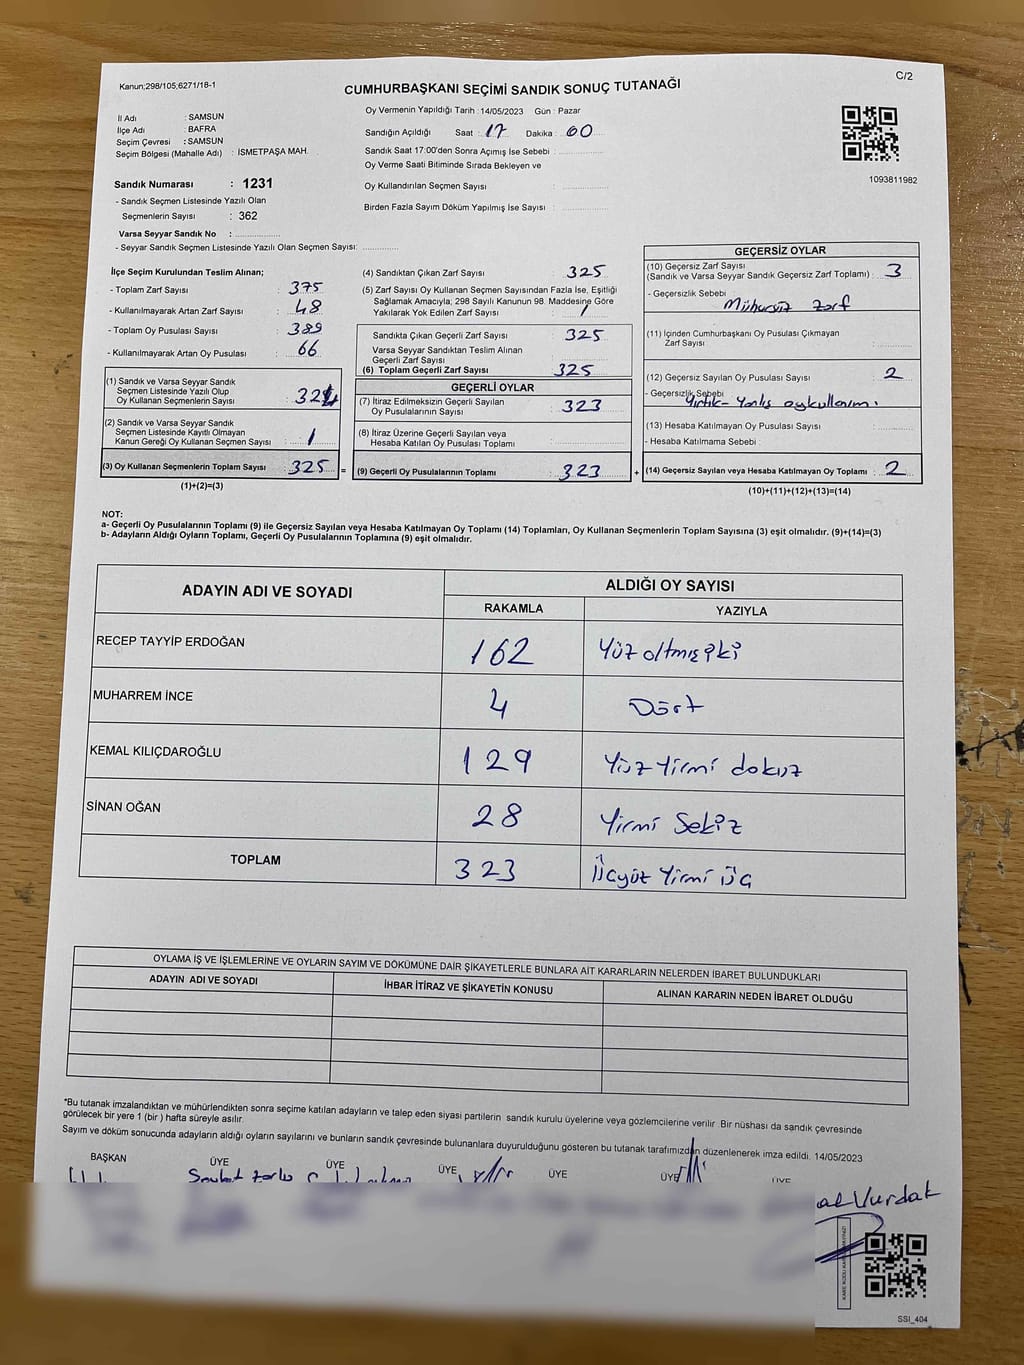 Kanun;298/105;6271/18-1
C/2
CUMHURBAŞKANI SEÇİMİ SANDIK SONUÇ TUTANAĞI
İl Adı : SAMSUN
İlçe Adı : BAFRA
Seçim Çevresi : SAMSUN
Seçim Bölgesi (Mahalle Adı) : İSMETPAŞA MAH.
Sandık Numarası : 1231
- Sandık Seçmen Listesinde Yazılı Olan
Seçmenlerin Sayısı : 362
Varsa Seyyar Sandık No :
- Seyyar Sandık Seçmen Listesinde Yazılı Olan Seçmen Sayısı:
Oy Vermenin Yapıldığı Tarih : 14/05/2023 Gün : Pazar
Sandığın Açıldığı Saat : 17 Dakika : 00
Sandık Saat 17:00'den Sonra Açımış İse Sebebi :
Oy Verme Saati Bitiminde Sırada Bekleyen ve
Oy Kullandırılan Seçmen Sayısı :
Birden Fazla Sayım Döküm Yapılmış İse Sayısı :
1093811982
İlçe Seçim Kurulundan Teslim Alınan;
- Toplam Zarf Sayısı : 375
- Kullanılmayarak Artan Zarf Sayısı : 48
- Toplam Oy Pusulası Sayısı : 389
- Kullanılmayarak Artan Oy Pusulası : 66
(1) Sandık ve Varsa Seyyar Sandık
Seçmen Listesinde Yazılı Olup
Oy Kullanan Seçmenlerin Sayısı : 324
(2) Sandık ve Varsa Seyyar Sandık
Seçmen Listesinde Kayıtlı Olmayan
Kanun Gereği Oy Kullanan Seçmen Sayısı : 1
(3) Oy Kullanan Seçmenlerin Toplam Sayısı : 325 =
(1)+(2)=(3)
(4) Sandıktan Çıkan Zarf Sayısı : 325
(5) Zarf Sayısı Oy Kullanan Seçmen Sayısından Fazla İse, Eşitliği
Sağlamak Amacıyla; 298 Sayılı Kanunun 98. Maddesine Göre
Yakılarak Yok Edilen Zarf Sayısı : /
Sandıkta Çıkan Geçerli Zarf Sayısı : 325
Varsa Seyyar Sandıktan Teslim Alınan
Geçerli Zarf Sayısı :
(6) Toplam Geçerli Zarf Sayısı : 325
GEÇERLİ OYLAR
(7) İtiraz Edilmeksizin Geçerli Sayılan
Oy Pusulalarının Sayısı : 323
(8) İtiraz Üzerine Geçerli Sayılan veya
Hesaba Katılan Oy Pusulası Toplamı :
(9) Geçerli Oy Pusulalarının Toplamı : 323 +
GEÇERSİZ OYLAR
(10) Geçersiz Zarf Sayısı
(Sandık ve Varsa Seyyar Sandık Geçersiz Zarf Toplamı) : 3
- Geçersizlik Sebebi : Mühürsüz zarf
(11) İçinden Cumhurbaşkanı Oy Pusulası Çıkmayan
Zarf Sayısı :
(12) Geçersiz Sayılan Oy Pusulası Sayısı : 2
- Geçersizlik Sebebi Yırtık-Yanlış oykullanım.
(13) Hesaba Katılmayan Oy Pusulası Sayısı :
- Hesaba Katılmama Sebebi :
(14) Geçersiz Sayılan veya Hesaba Katılmayan Oy Toplamı : 2
(10)+(11)+(12)+(13)=(14)
NOT:
a- Geçerli Oy Pusulalarının Toplamı (9) ile Geçersiz Sayılan veya Hesaba Katılmayan Oy Toplamı (14) Toplamları, Oy Kullanan Seçmenlerin Toplam Sayısına (3) eşit olmalıdır. (9)+(14)=(3)
b- Adayların Aldığı Oyların Toplamı, Geçerli Oy Pusulalarının Toplamına (9) eşit olmalıdır.
ADAYIN ADI VE SOYADI ALDIĞI OY SAYISI
RAKAMLA YAZIYLA
RECEP TAYYİP ERDOĞAN 162 Yüz altmış iki
MUHARREM İNCE 4 Dört
KEMAL KILIÇDAROĞLU 129 Yüz Yirmi dokuz
SİNAN OĞAN 28 Yirmi Sekiz
TOPLAM 323 Üçyüz Yirmi üç
OYLAMA İŞ VE İŞLEMLERİNE VE OYLARIN SAYIM VE DÖKÜMÜNE DAİR ŞİKAYETLERLE BUNLARA AİT KARARLARIN NELERDEN İBARET BULUNDUKLARI
ADAYIN ADI VE SOYADI İHBAR İTİRAZ VE ŞİKAYETİN KONUSU ALINAN KARARIN NEDEN İBARET OLDUĞU
*Bu tutanak imzalandıktan ve mühürlendikten sonra seçime katılan adayların ve talep eden siyasi partilerin sandık kurulu üyelerine veya gözlemcilerine verilir. Bir nüshası da sandık çevresinde
görülecek bir yere 1 (bir ) hafta süreyle asılır.
Sayım ve döküm sonucunda adayların aldığı oyların sayılarını ve bunların sandık çevresinde bulunanlara duyurulduğunu gösteren bu tutanak tarafımızdan düzenlenerek imza edildi. 14/05/2023
BAŞKAN ÜYE ÜYE ÜYE ÜYE ÜYE ÜYE
SSI_404